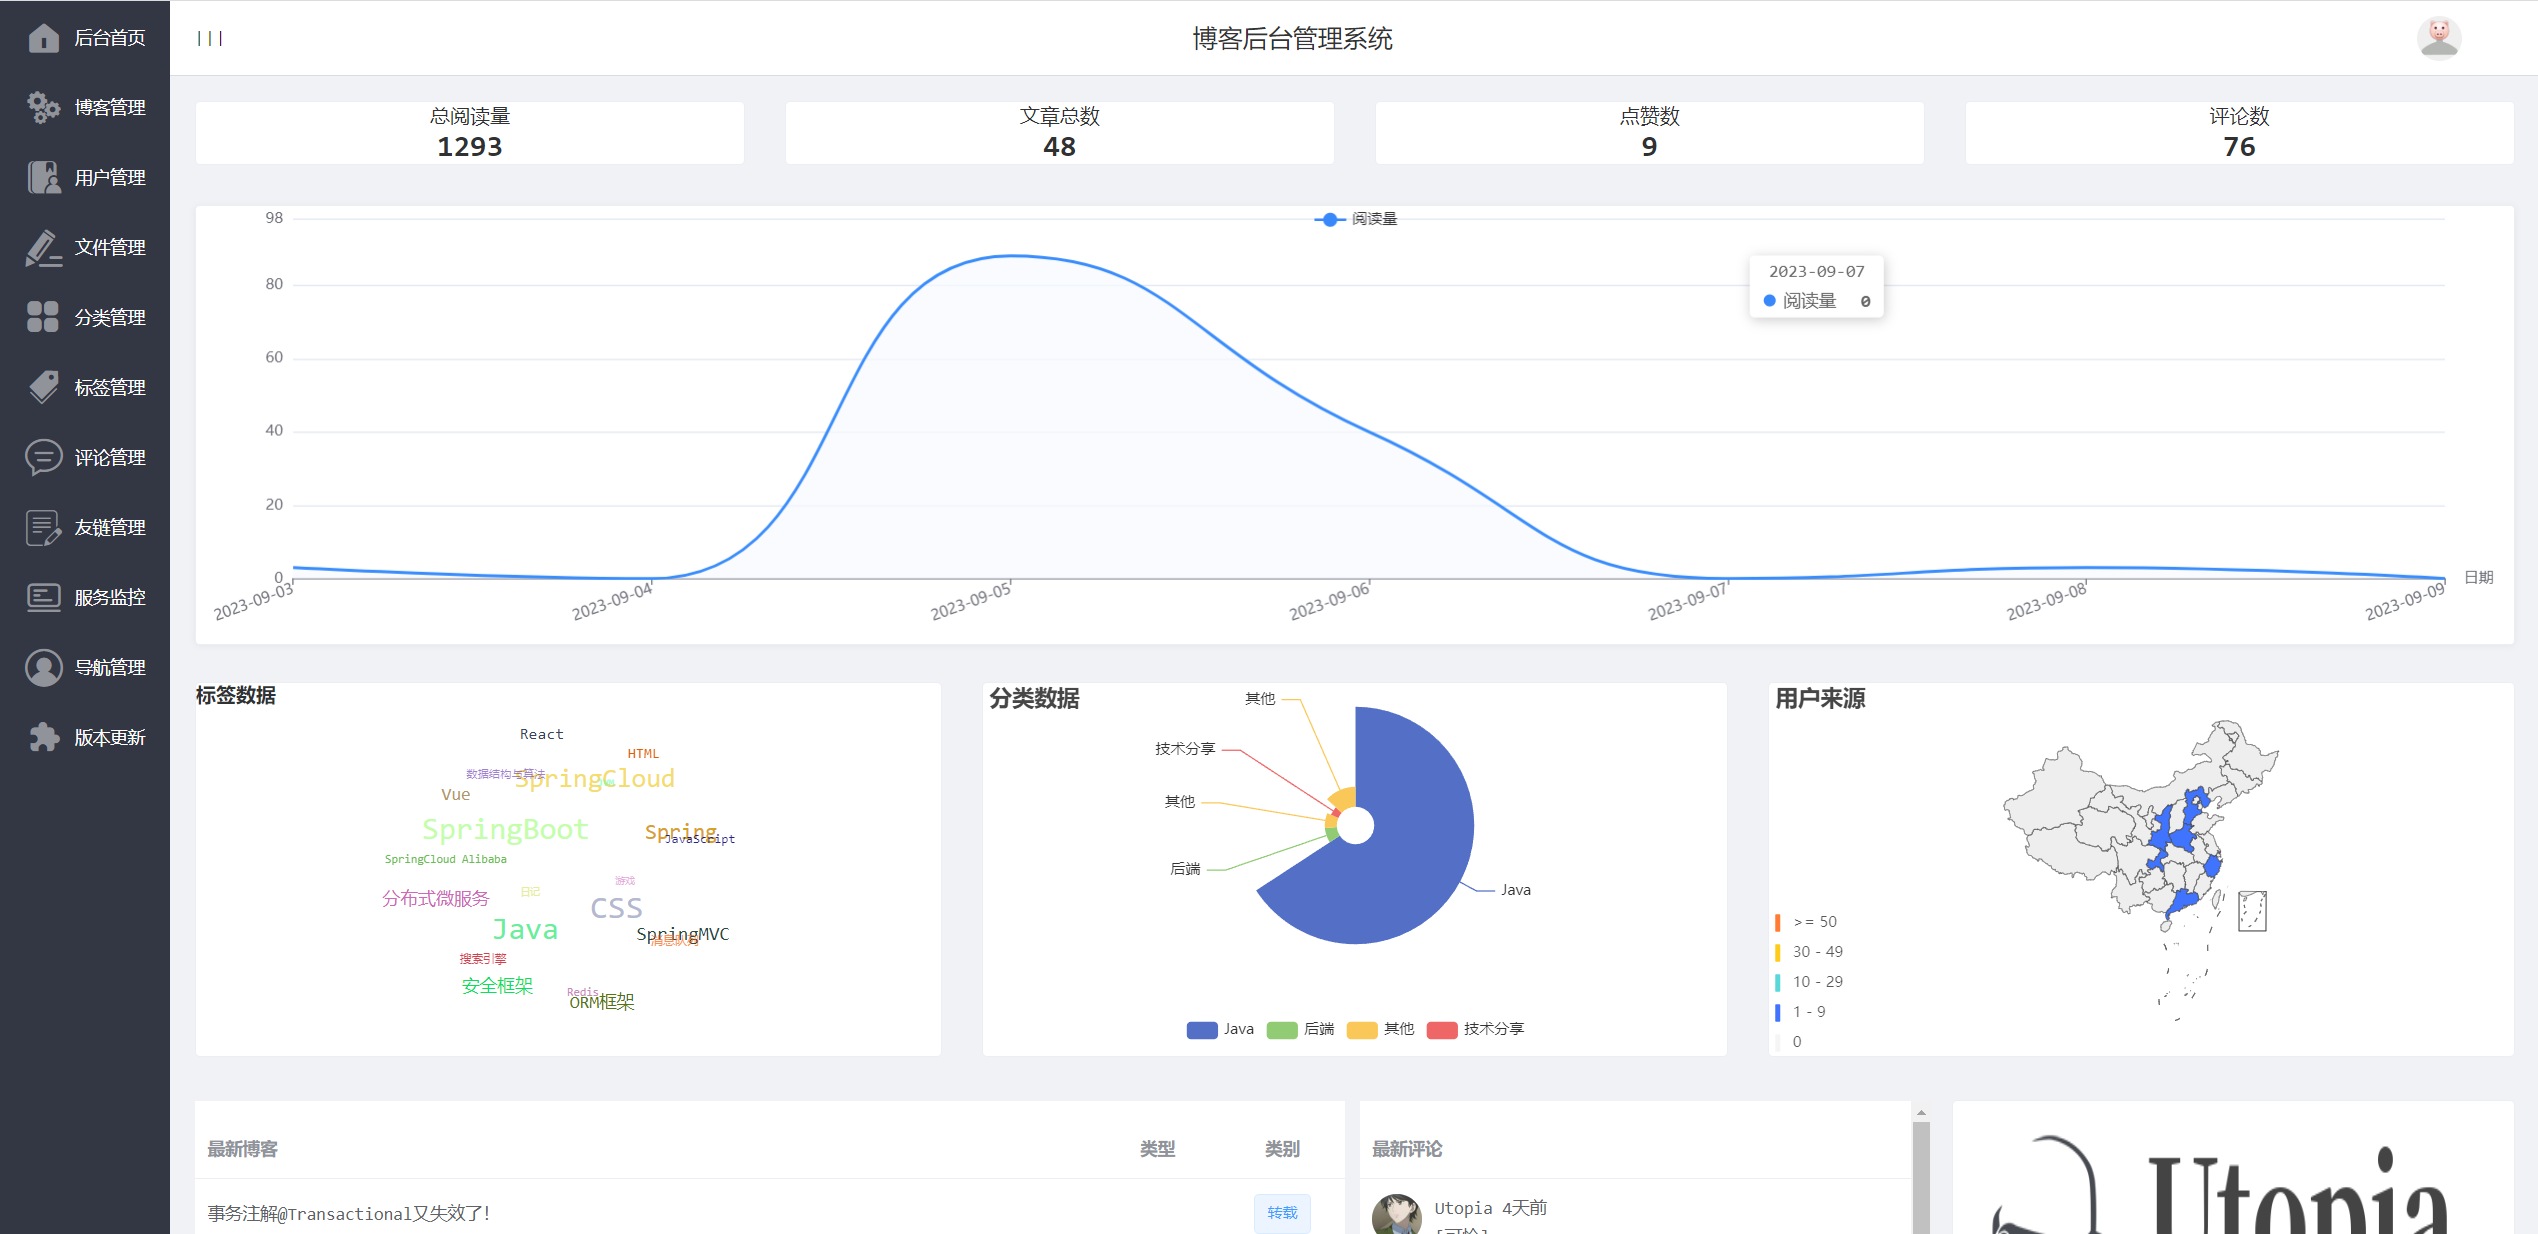 后台首页
博客管理
用户管理
文件管理
分类管理
标签管理
评论管理
友链管理
服务监控
导航管理
版本更新
博客后台管理系统
总阅读量
1293
文章总数
48
点赞数
9
评论数
76
阅读量
98
80
60
40
20
0
2023-09-07
阅读量 0
2023-09-03
2023-09-04
2023-09-05
2023-09-06
2023-09-07
2023-09-08
2023-09-09
日期
标签数据
React
HTML
数据结构与算法
SpringCloud
Vue
SpringBoot
Spring
JavaScript
SpringCloud Alibaba
游戏
日记
分布式微服务
CSS
Java
SpringMVC
消息队列
搜索引擎
安全框架
Redis
ORM框架
分类数据
其他
技术分享
其他
后端
Java
Java 后端 其他 技术分享
用户来源
>= 50
30 - 49
10 - 29
1 - 9
0
最新博客 类型 类别
事务注解@Transactional又失效了！
转载
最新评论
Utopia 4天前
Utopia